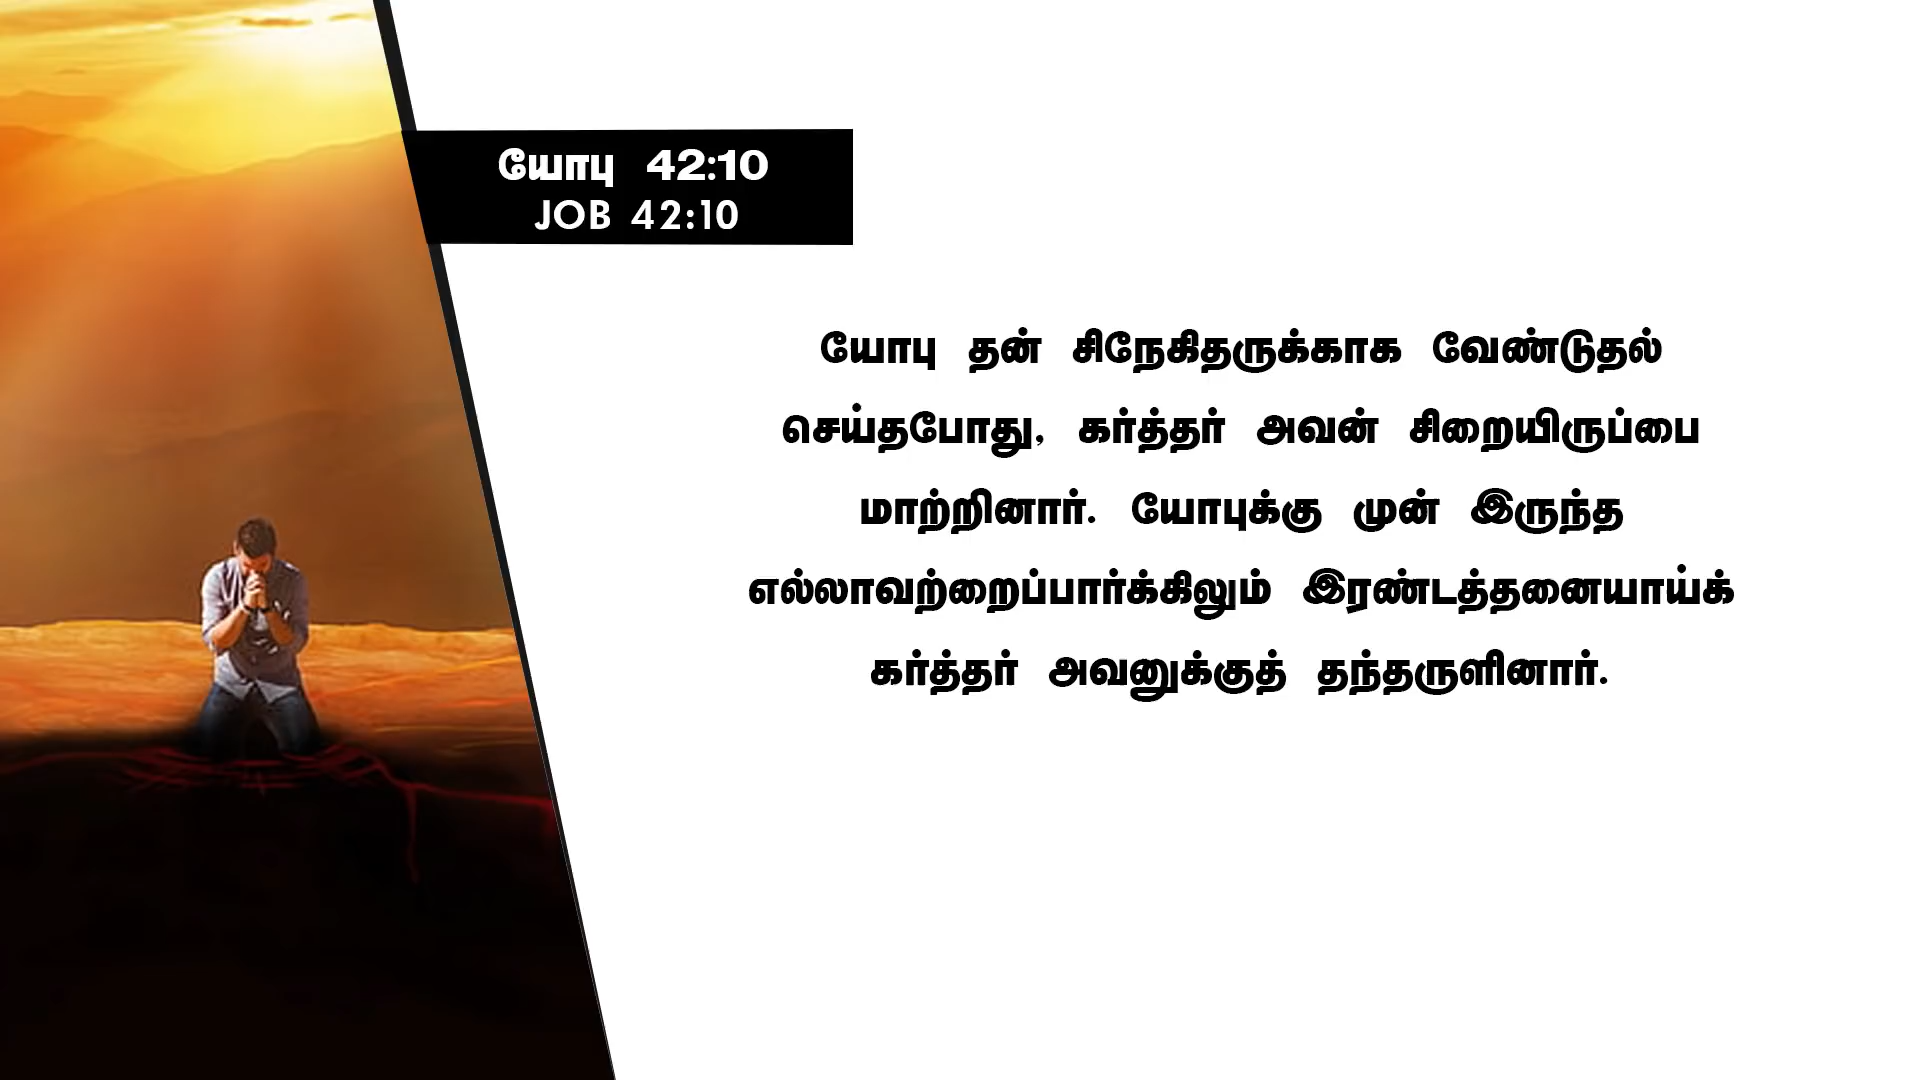 யோபு 42:10
JOB 42:10
யோபு தன் சிநேகிதருக்காக வேண்டுதல்
செய்தபோது, கர்த்தர் அவன் சிறையிருப்பை
மாற்றினார். யோபுக்கு முன் இருந்த
எல்லாவற்றைப்பார்க்கிலும் இரண்டத்தனையாய்க்
கர்த்தர் அவனுக்குத் தந்தருளினார்.